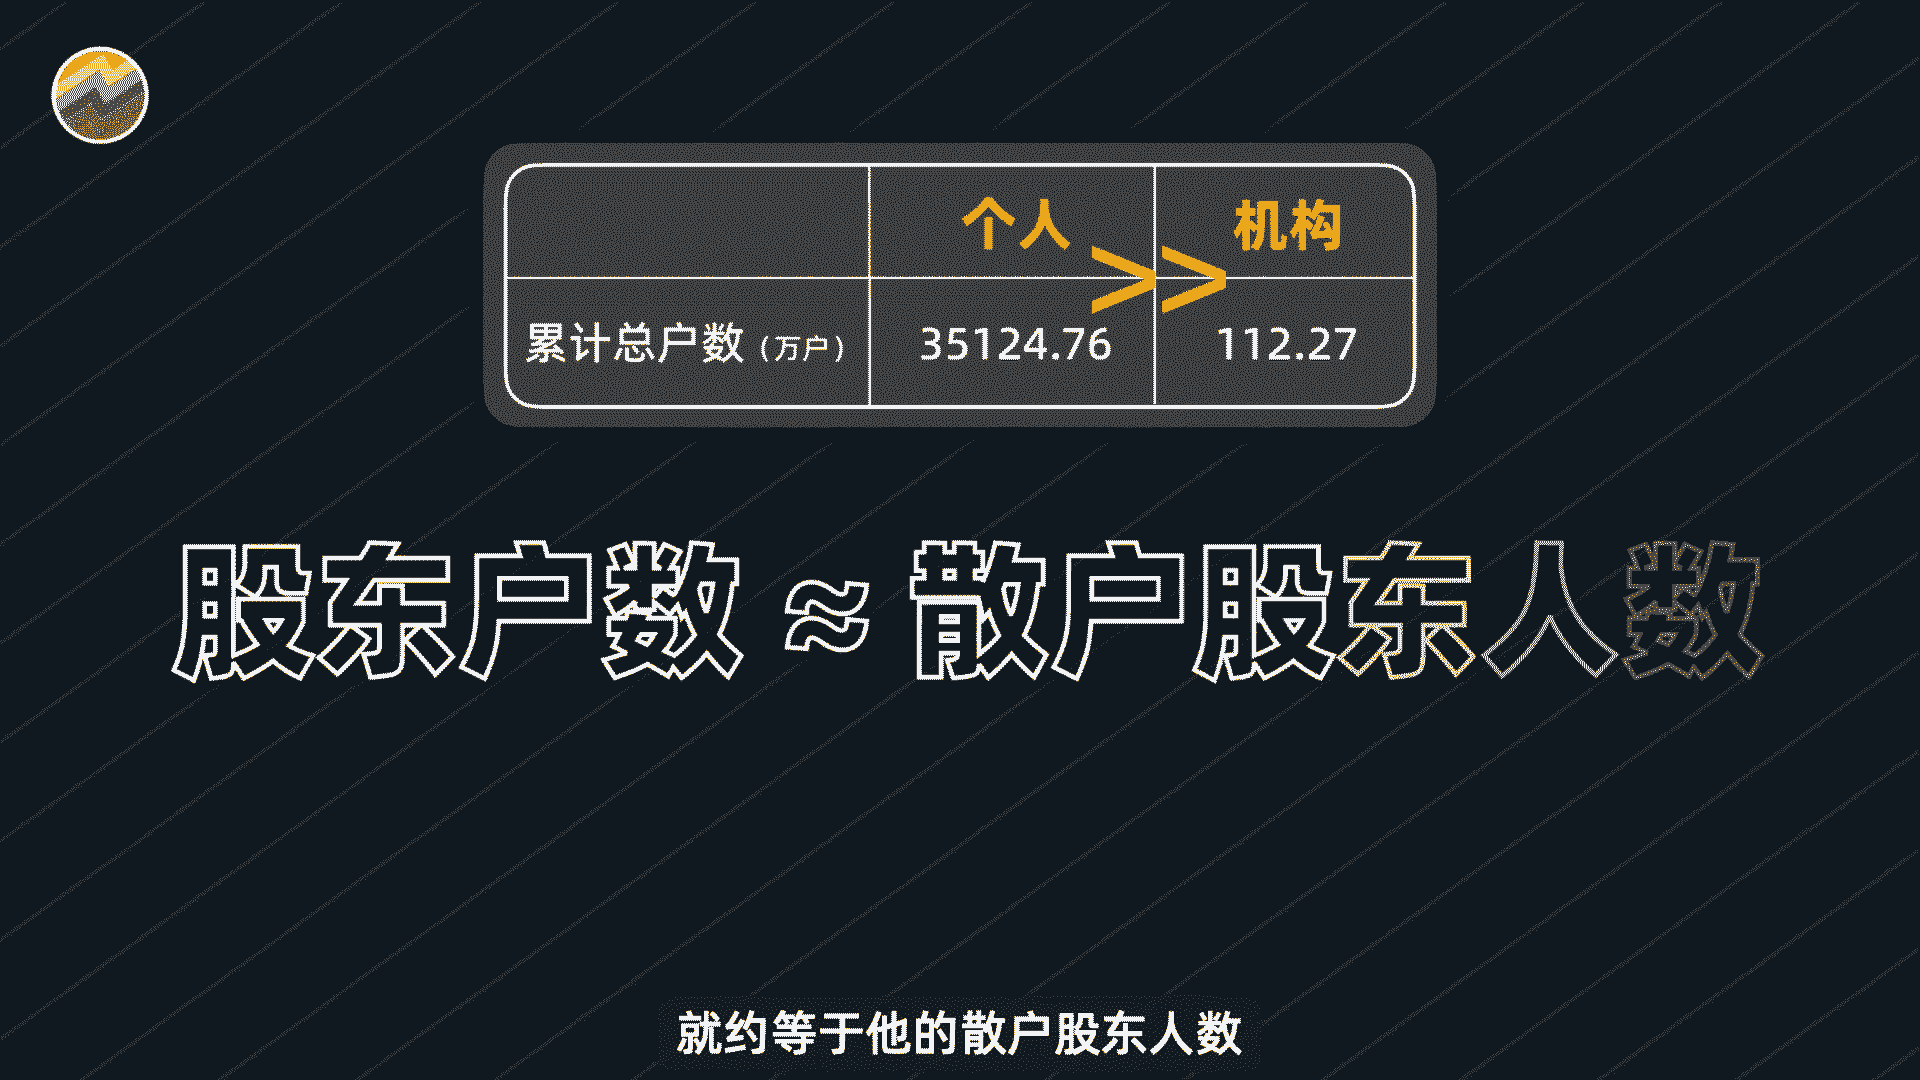 个人 >> 机构
累计总户数（万户） 35124.76 112.27
股东户数 ≈ 散户股东人数
就约等于他的散户股东人数